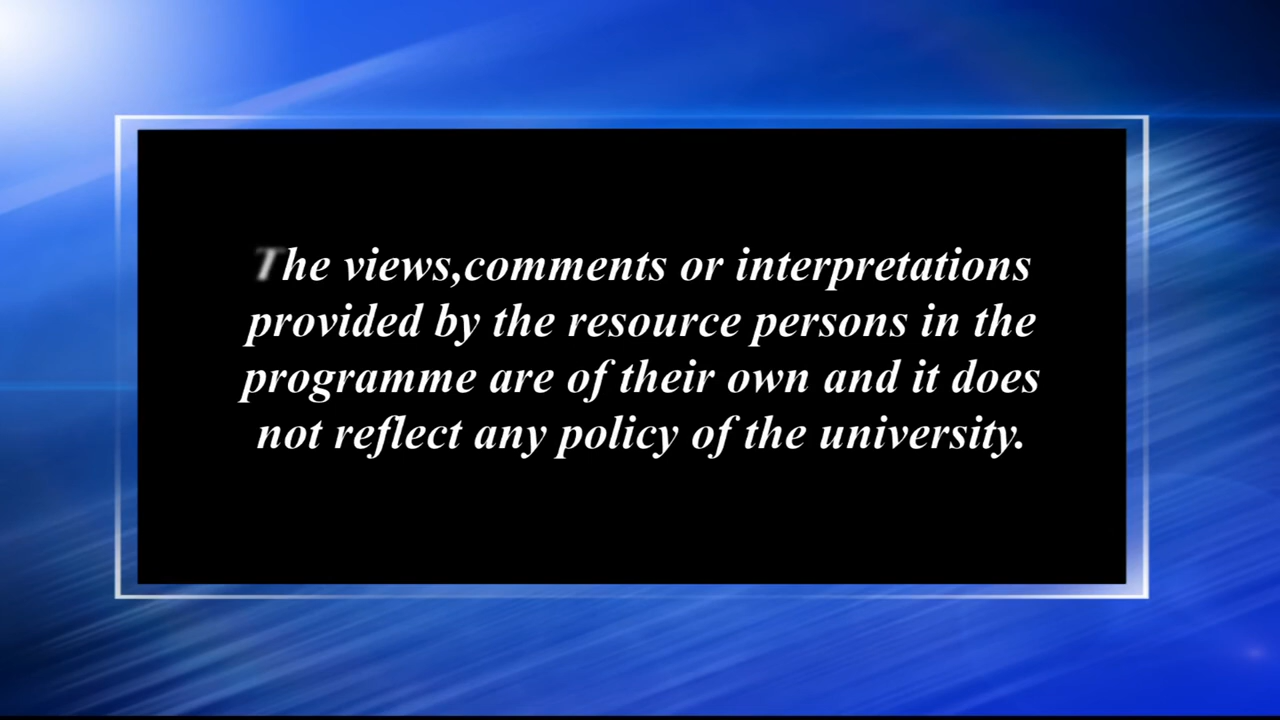 The views,comments or interpretations
provided by the resource persons in the
programme are of their own and it does
not reflect any policy of the university.